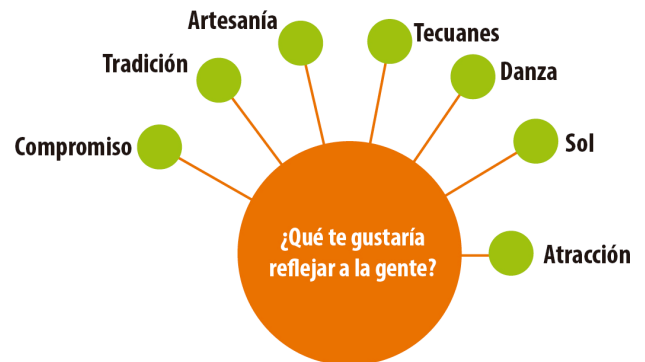 Artesanía
Tecuanes
Tradición
Danza
Compromiso
Sol
¿Qué te gustaría
reflejar a la gente?
Atracción